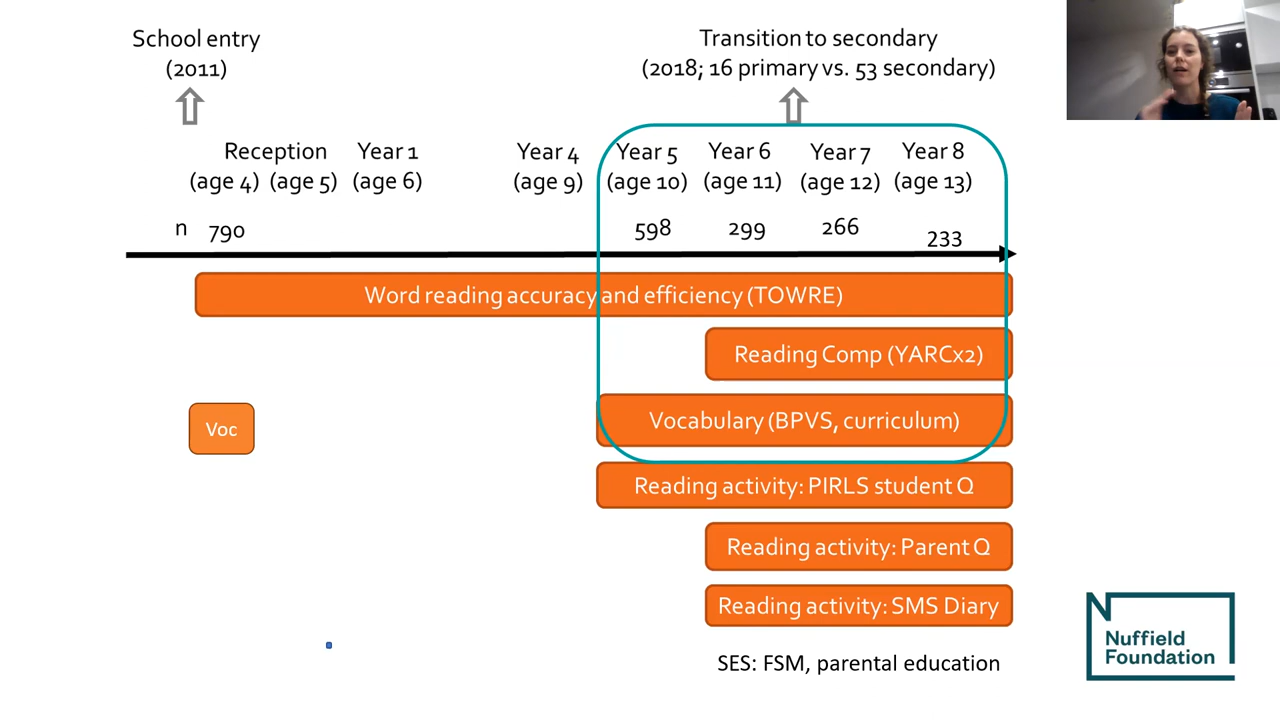 School entry
(2011)
Transition to secondary
(2018; 16 primary vs. 53 secondary)
Reception
(age 4) (age 5)
Year 1
(age 6)
Year 4
(age 9)
Year 5
(age 10)
Year 6
(age 11)
Year 7
(age 12)
Year 8
(age 13)
n 790 598 299 266 233
Word reading accuracy and efficiency (TOWRE)
Reading Comp (YARCx2)
Voc
Vocabulary (BPVS, curriculum)
Reading activity: PIRLS student Q
Reading activity: Parent Q
Reading activity: SMS Diary
SES: FSM, parental education
Nuffield
Foundation